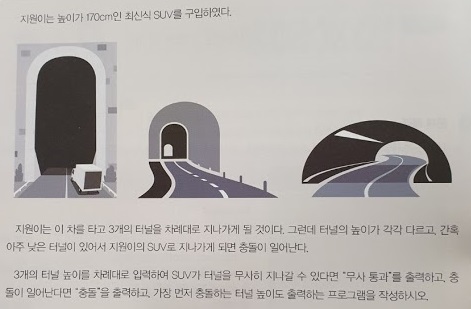 지원이는 높이가 170cm인 최신식 SUV를 구입하였다.
지원이는 이 차를 타고 3개의 터널을 차례대로 지나가게 될 것이다. 그런데 터널의 높이가 각각 다르고, 간혹
아주 낮은 터널이 있어서 지원이의 SUV로 지나가게 되면 충돌이 일어난다.
3개의 터널 높이를 차례대로 입력하여 SUV가 터널을 무사히 지나갈 수 있다면 “무사 통과”를 출력하고, 충
돌이 일어난다면 “충돌”을 출력하고, 가장 먼저 충돌하는 터널 높이도 출력하는 프로그램을 작성하시오.